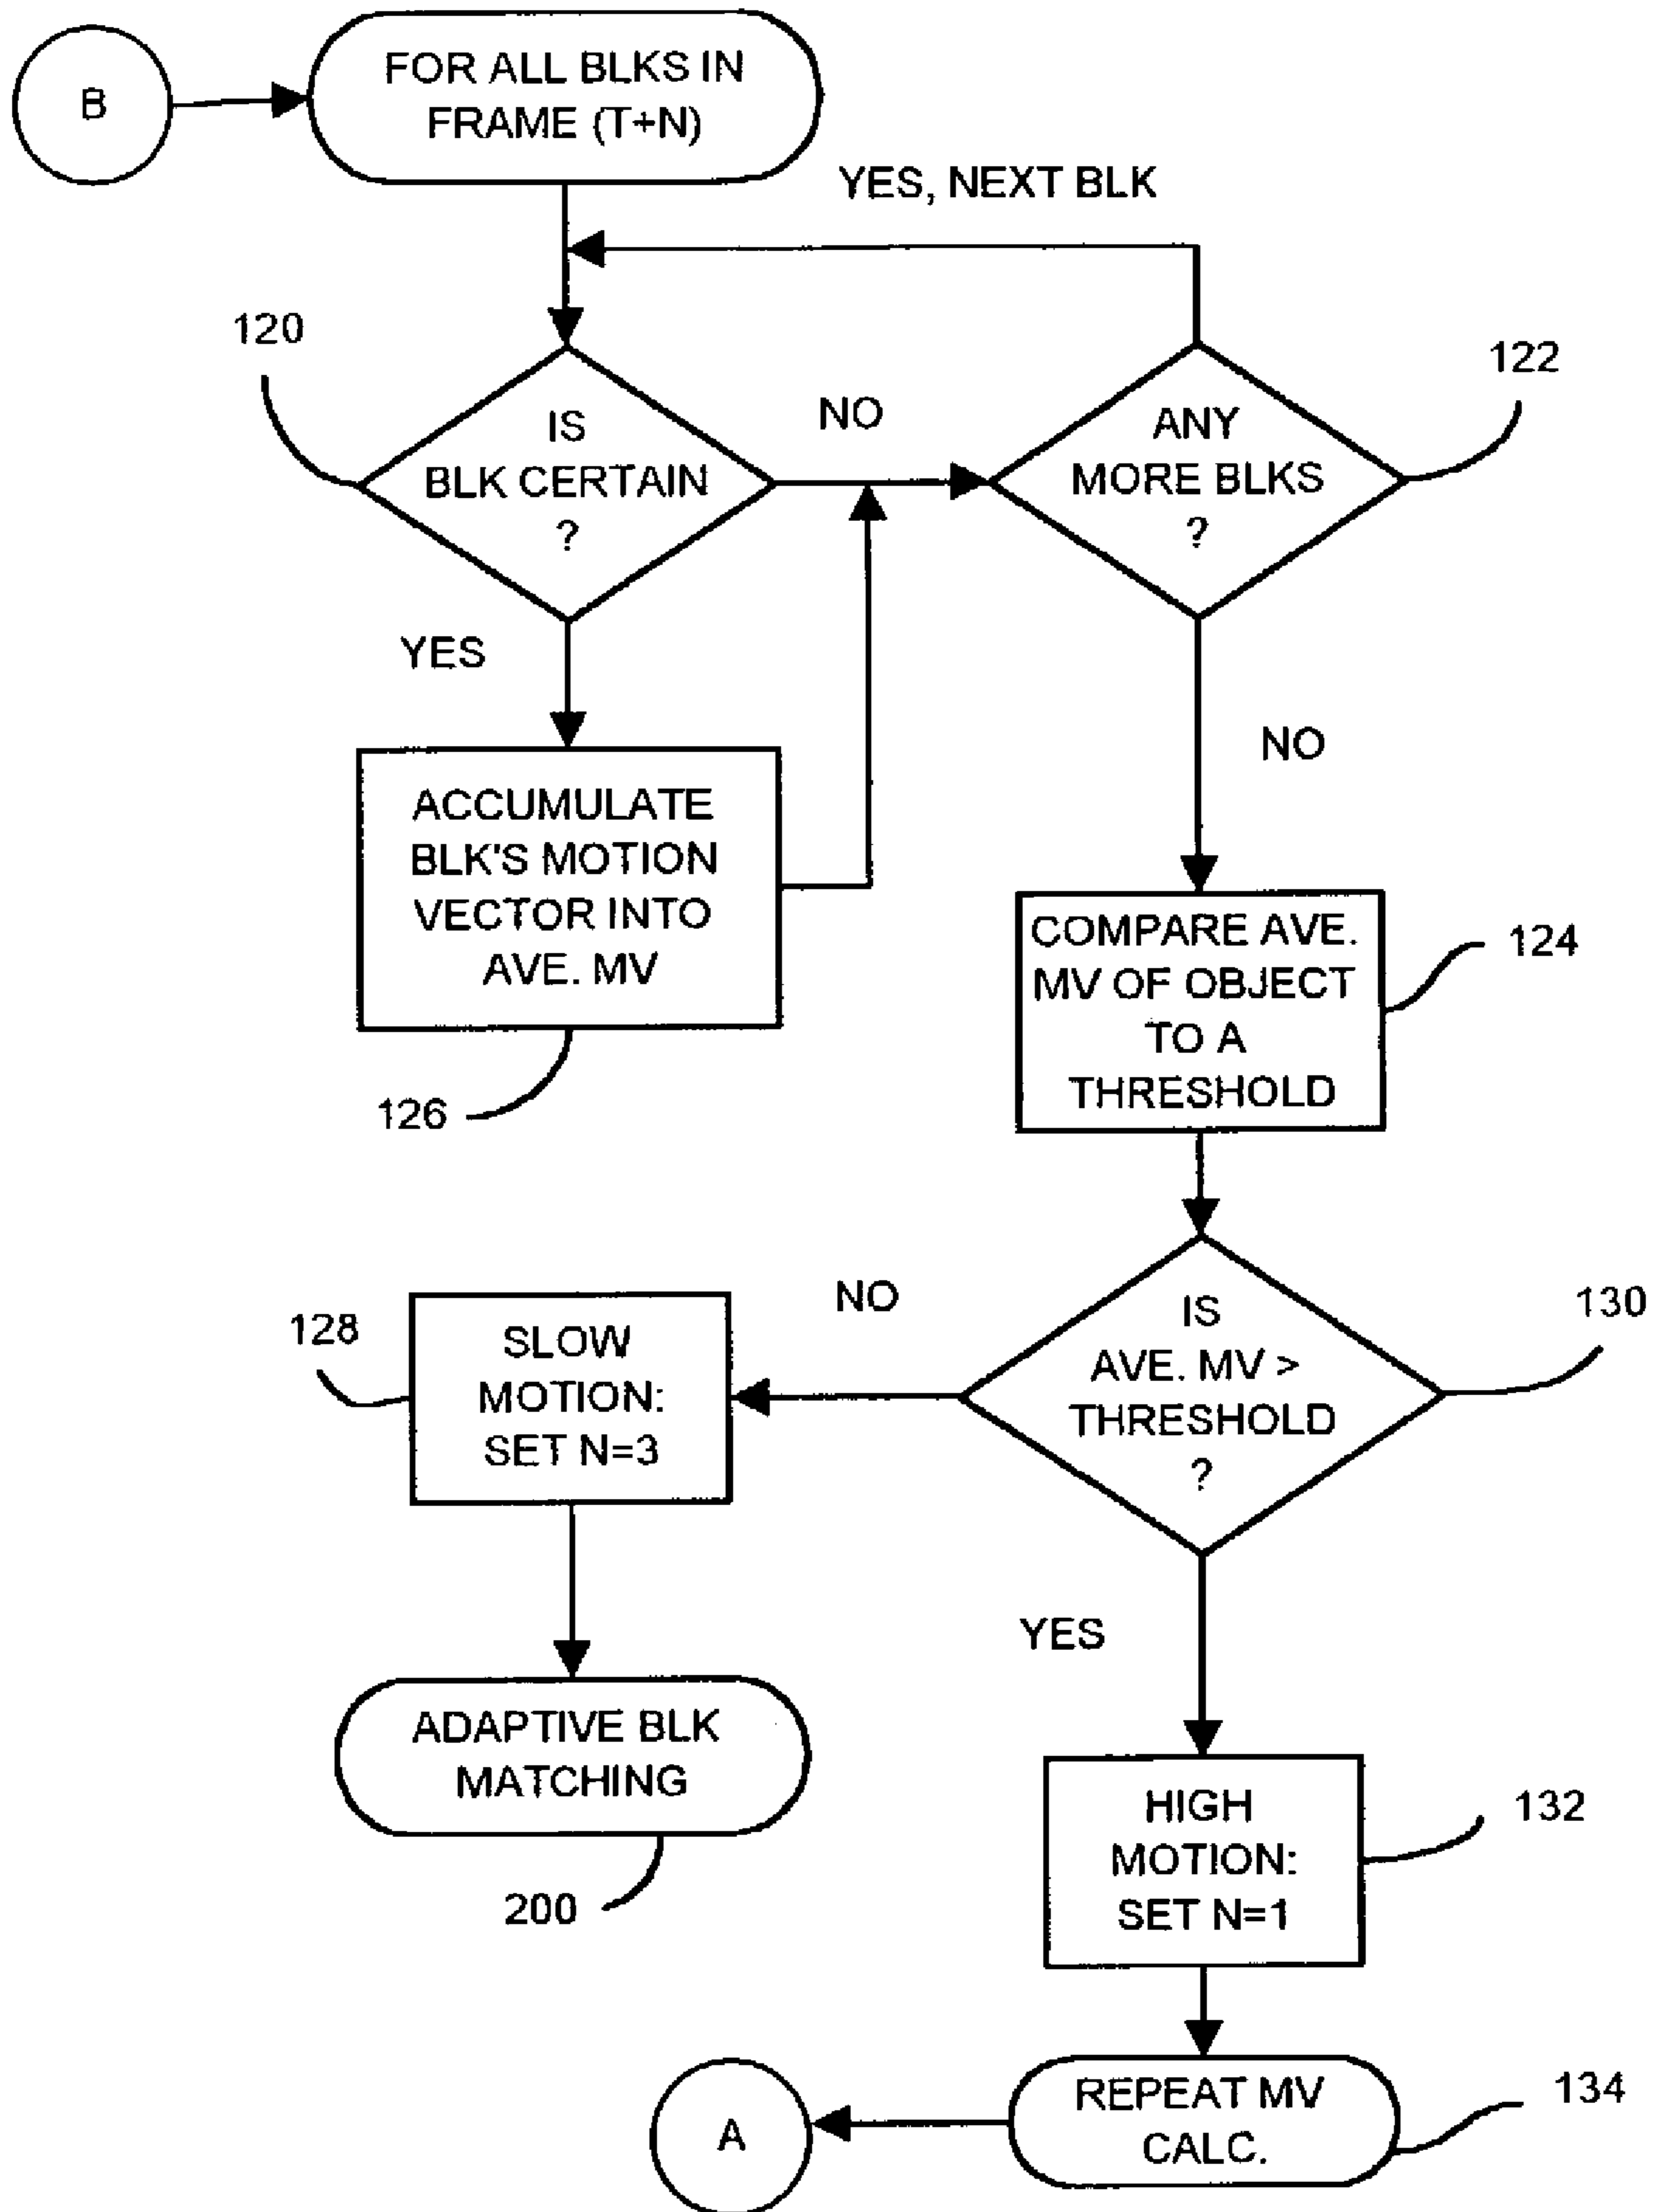 B
FOR ALL BLKS IN
FRAME (T+N)
YES, NEXT BLK
120
IS
BLK CERTAIN
?
NO
ANY
MORE BLKS
?
122
YES
NO
ACCUMULATE
BLK'S MOTION
VECTOR INTO
AVE. MV
126
COMPARE AVE.
MV OF OBJECT
TO A
THRESHOLD
124
128
SLOW
MOTION:
SET N=3
NO
IS
AVE. MV >
THRESHOLD
?
130
YES
ADAPTIVE BLK
MATCHING
200
HIGH
MOTION:
SET N=1
132
A
REPEAT MV
CALC.
134